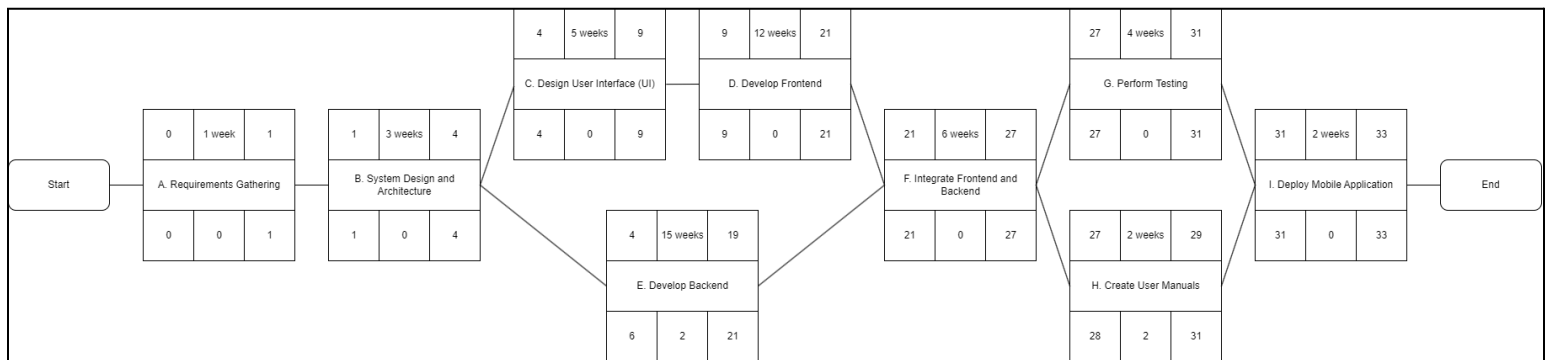 Start
0 1 week 1
A. Requirements Gathering
0 0 1
1 3 weeks 4
B. System Design and
Architecture
1 0 4
4 5 weeks 9
C. Design User Interface (UI)
4 0 9
9 12 weeks 21
D. Develop Frontend
9 0 21
4 15 weeks 19
E. Develop Backend
6 2 21
21 6 weeks 27
F. Integrate Frontend and
Backend
21 0 27
27 4 weeks 31
G. Perform Testing
27 0 31
27 2 weeks 29
H. Create User Manuals
28 2 31
31 2 weeks 33
I. Deploy Mobile Application
31 0 33
End